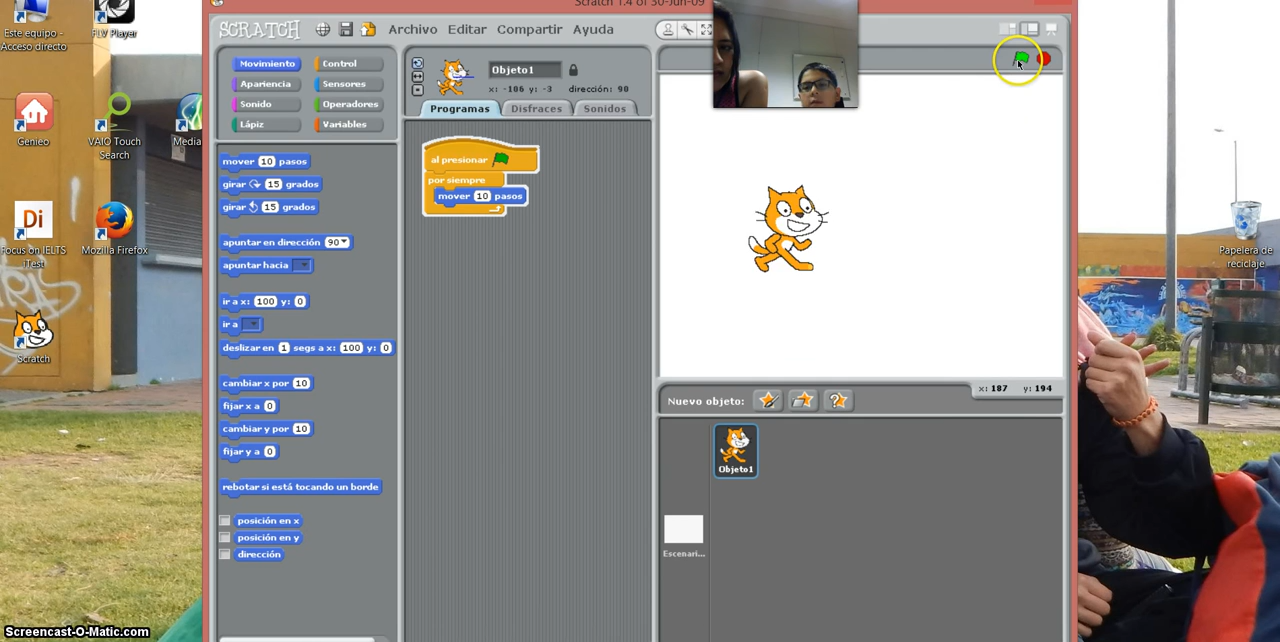 Scratch 1.4 of 30-Jun-09
Este equipo -
Acceso directo
FLV Player
Genieo
VAIO Touch
Search
Media
Focus on IELTS
iTest
Mozilla Firefox
Scratch
Papelera de
reciclaje
SCRATCH
Archivo Editar Compartir Ayuda
Movimiento Control
Apariencia Sensores
Sonido Operadores
Lápiz Variables
mover 10 pasos
girar 15 grados
girar 15 grados
apuntar en dirección 90
apuntar hacia
ir a x: 100 y: 0
ir a
deslizar en 1 segs a x: 100 y: 0
cambiar x por 10
fijar x a 0
cambiar y por 10
fijar y a 0
rebotar si está tocando un borde
posición en x
posición en y
dirección
Objeto1
x: -106 y: -3 dirección: 90
Programas Disfraces Sonidos
al presionar
por siempre
mover 10 pasos
x: 187 y: 194
Nuevo objeto:
Objeto1
Escenari...
Di
Screencast-O-Matic.com